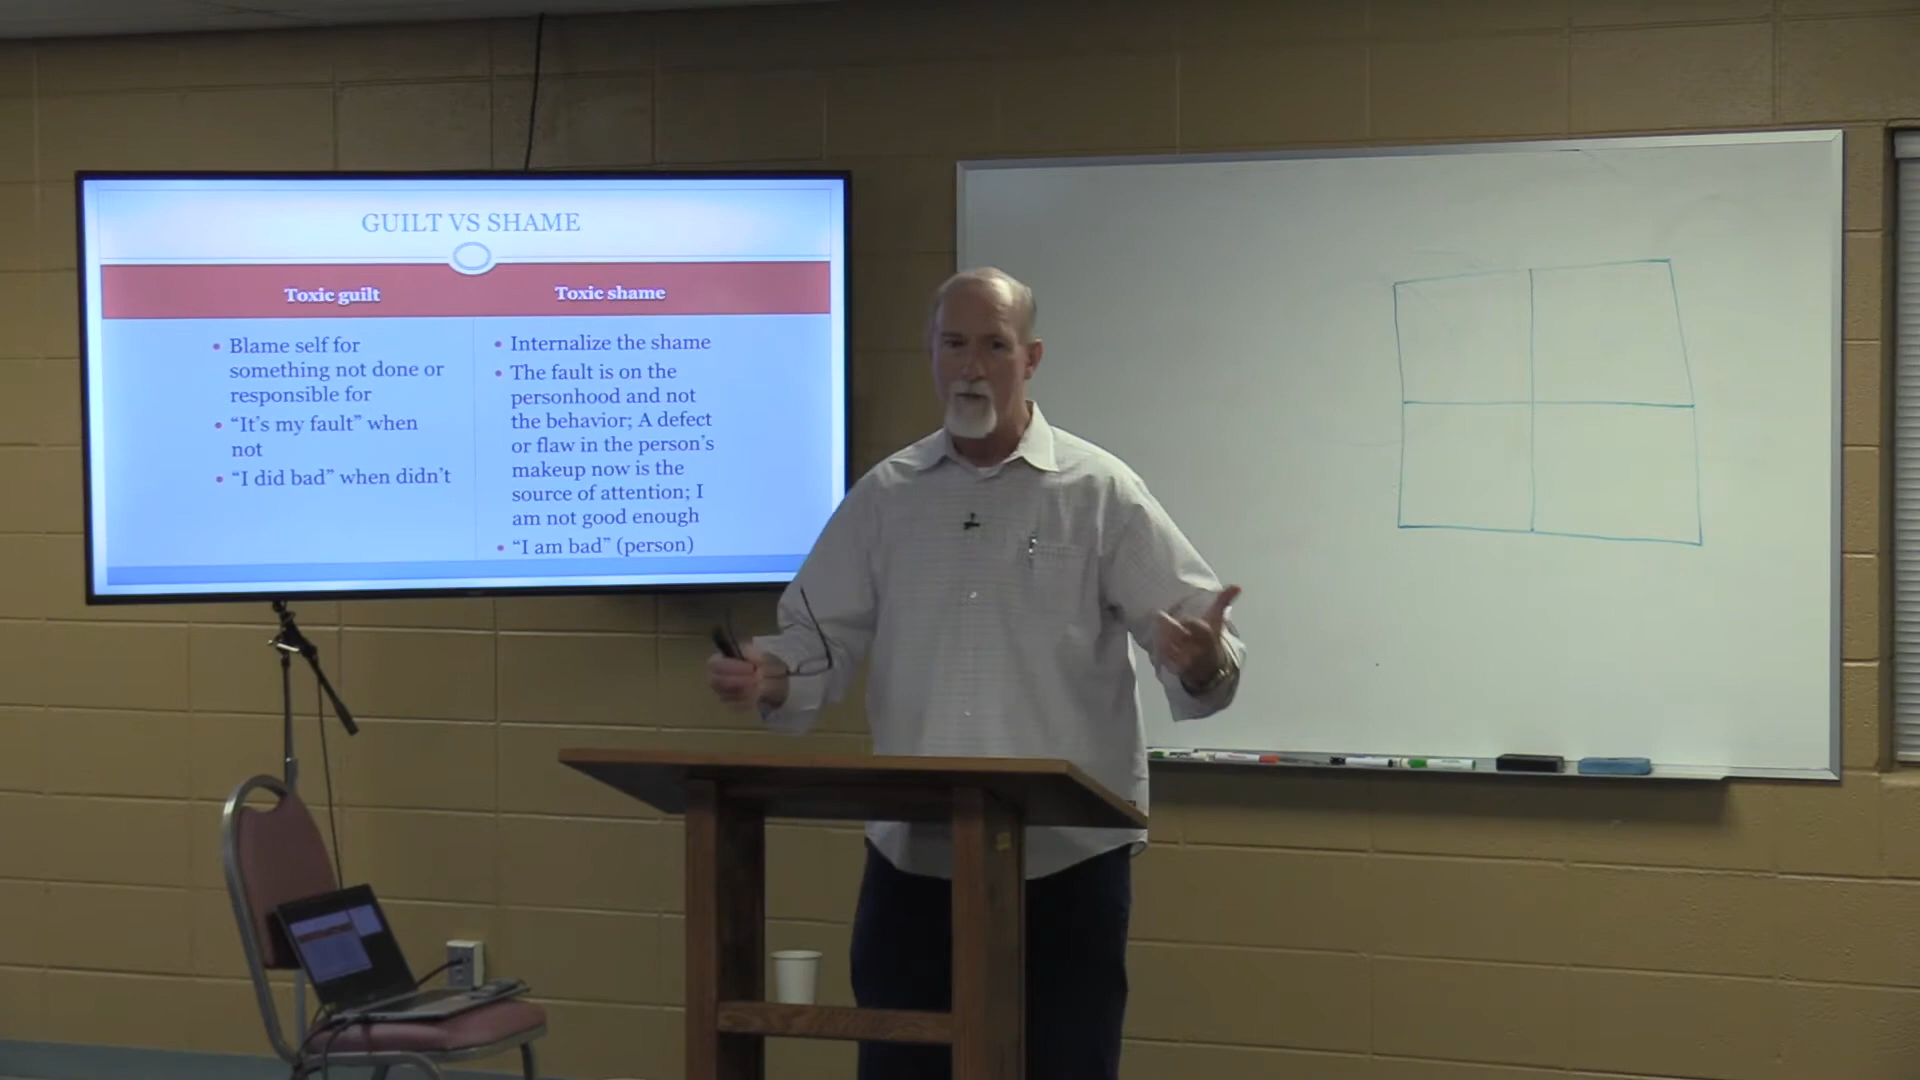 GUILT VS SHAME
Toxic guilt
Toxic shame
• Blame self for
something not done or
responsible for
• “It’s my fault” when
not
• “I did bad” when didn’t
• Internalize the shame
• The fault is on the
personhood and not
the behavior; A defect
or flaw in the person’s
makeup now is the
source of attention; I
am not good enough
• “I am bad” (person)